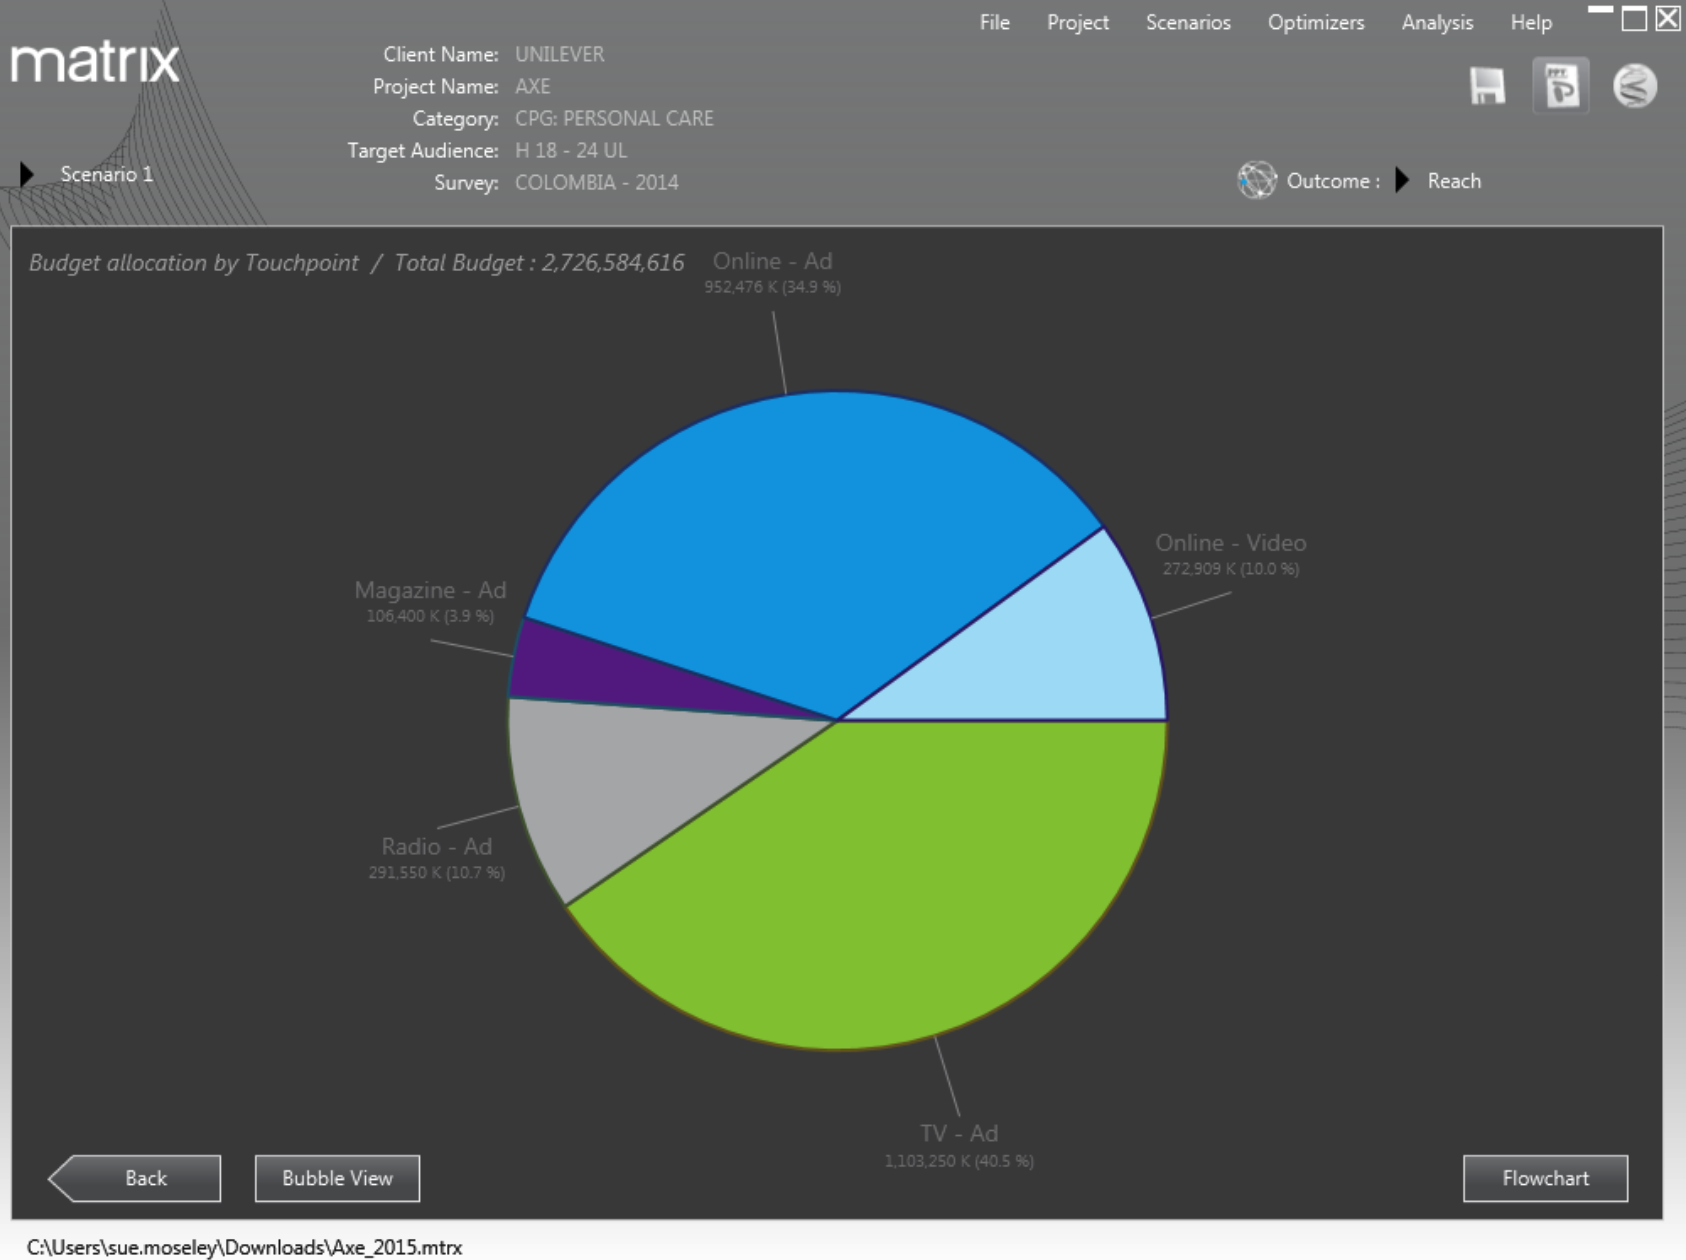 File Project Scenarios Optimizers Analysis Help
matrix
Client Name: UNILEVER
Project Name: AXE
Category: CPG: PERSONAL CARE
Target Audience: H 18 - 24 UL
Survey: COLOMBIA - 2014
PPT
P
Scenario 1
Outcome : Reach
Budget allocation by Touchpoint / Total Budget : 2,726,584,616
Online - Ad
952,476 K (34.9 %)
Online - Video
272,909 K (10.0 %)
Magazine - Ad
106,400 K (3.9 %)
Radio - Ad
291,550 K (10.7 %)
TV - Ad
1,103,250 K (40.5 %)
Back
Bubble View
Flowchart
C:\Users\sue.moseley\Downloads\Axe_2015.mtrx